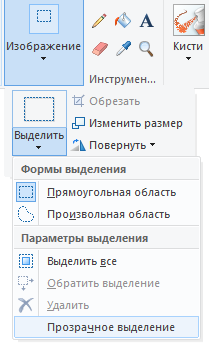 Изображение
Инструмен...
Кисти
Выделить
Обрезать
Изменить размер
Повернуть
Формы выделения
Прямоугольная область
Произвольная область
Параметры выделения
Выделить все
Обратить выделение
Удалить
Прозрачное выделение